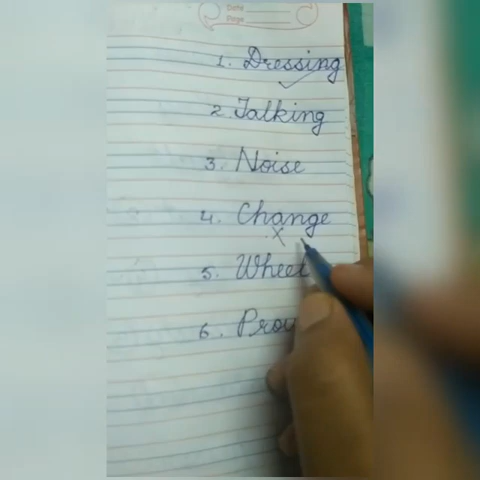 Date
Page
1. Dressing
2. Talking
3. Noise
4. Change
5.
6.